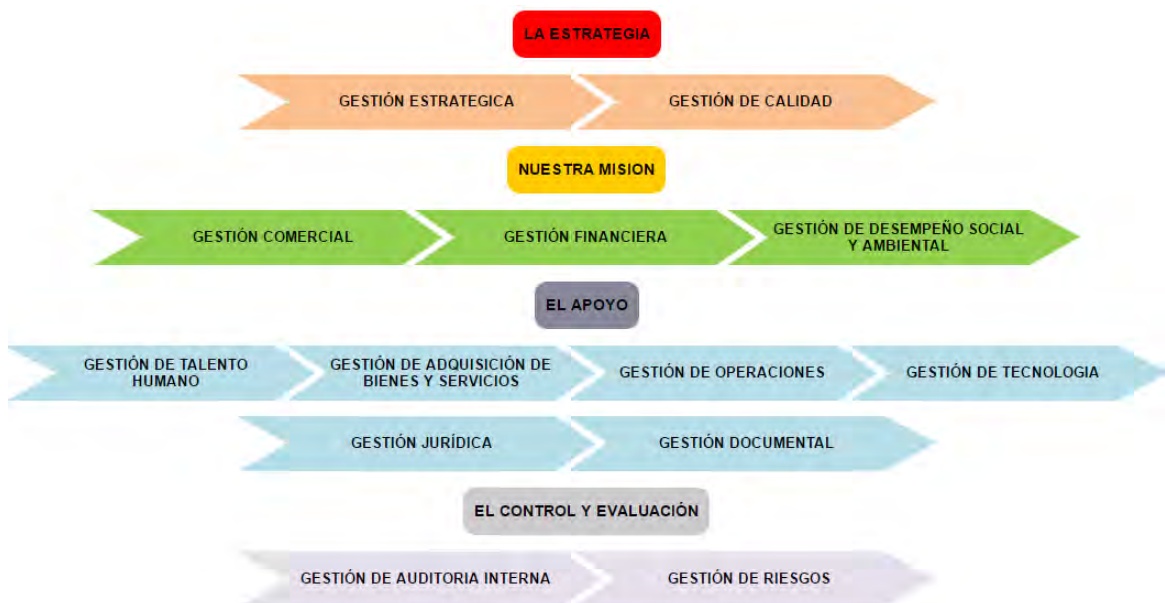 LA ESTRATEGIA
GESTIÓN ESTRATEGICA
GESTIÓN DE CALIDAD
NUESTRA MISION
GESTIÓN COMERCIAL
GESTIÓN FINANCIERA
GESTIÓN DE DESEMPEÑO SOCIAL
Y AMBIENTAL
EL APOYO
GESTIÓN DE TALENTO
HUMANO
GESTIÓN DE ADQUISICIÓN DE
BIENES Y SERVICIOS
GESTIÓN DE OPERACIONES
GESTIÓN DE TECNOLOGIA
GESTIÓN JURÍDICA
GESTIÓN DOCUMENTAL
EL CONTROL Y EVALUACIÓN
GESTIÓN DE AUDITORIA INTERNA
GESTIÓN DE RIESGOS